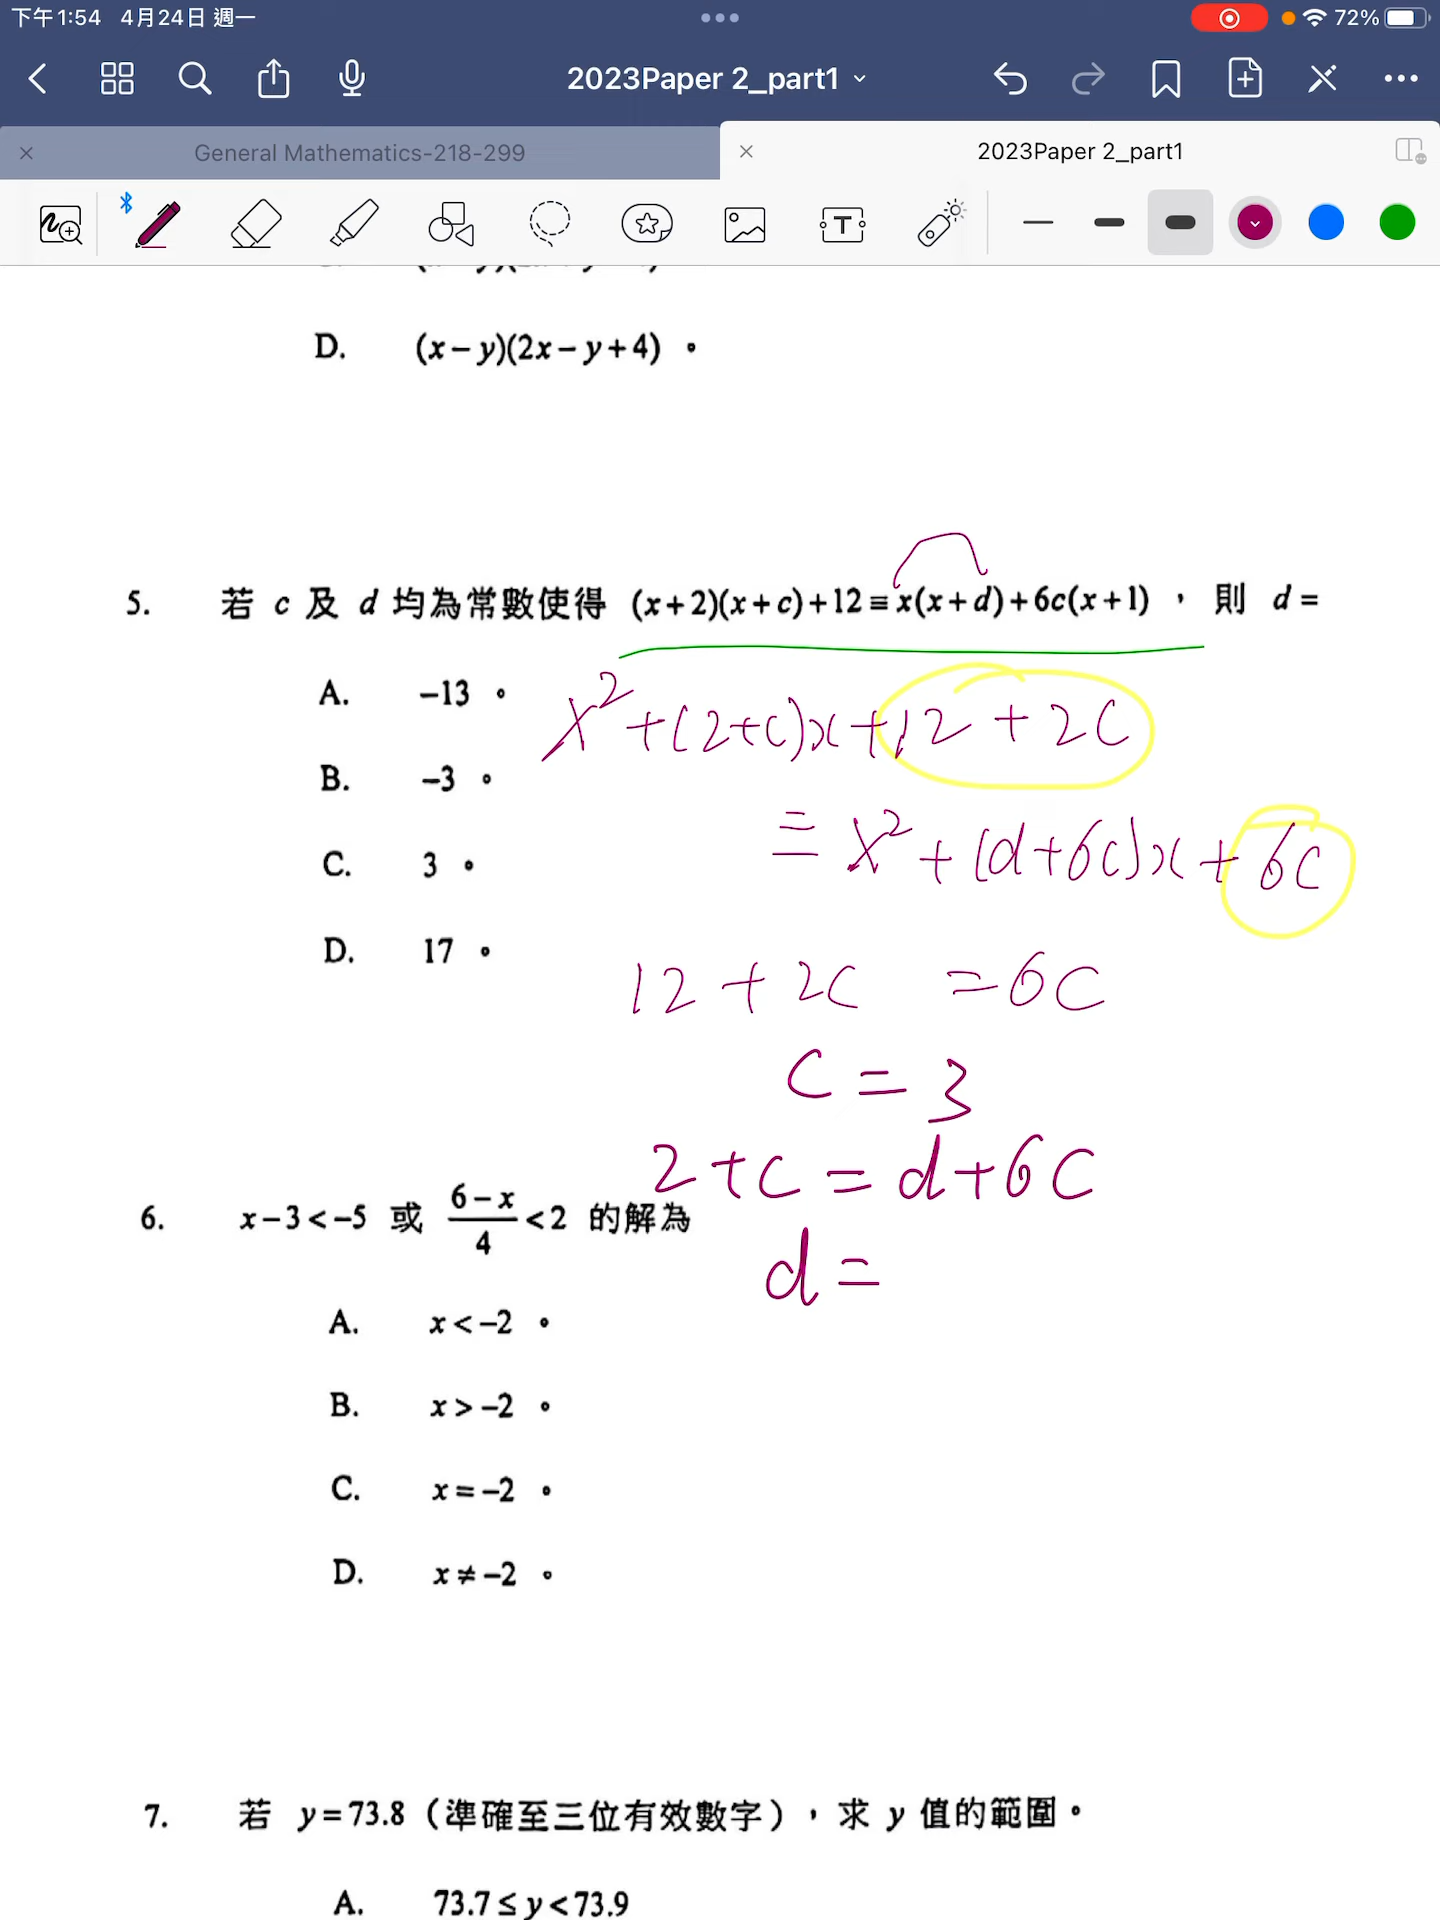 下午1:54 4月24日 週一
72%
2023Paper 2_part1
General Mathematics-218-299
2023Paper 2_part1
D. (x−y)(2x−y+4)。
5. 若 c 及 d 均為常數使得 (x+2)(x+c)+12≡x(x+d)+6c(x+1)，則 d=
A. −13。
x²+(2+c)x+12+2c
B. −3。
≡x²+(d+6c)x+6c
C. 3。
D. 17。
12+2c =6c
c=3
2+c=d+6c
6. x−3<−5 或 (6−x)/4<2 的解為
d=
A. x<−2。
B. x>−2。
C. x=−2。
D. x≠−2。
7. 若 y=73.8（準確至三位有效數字），求 y 值的範圍。
A. 73.7≤y<73.9